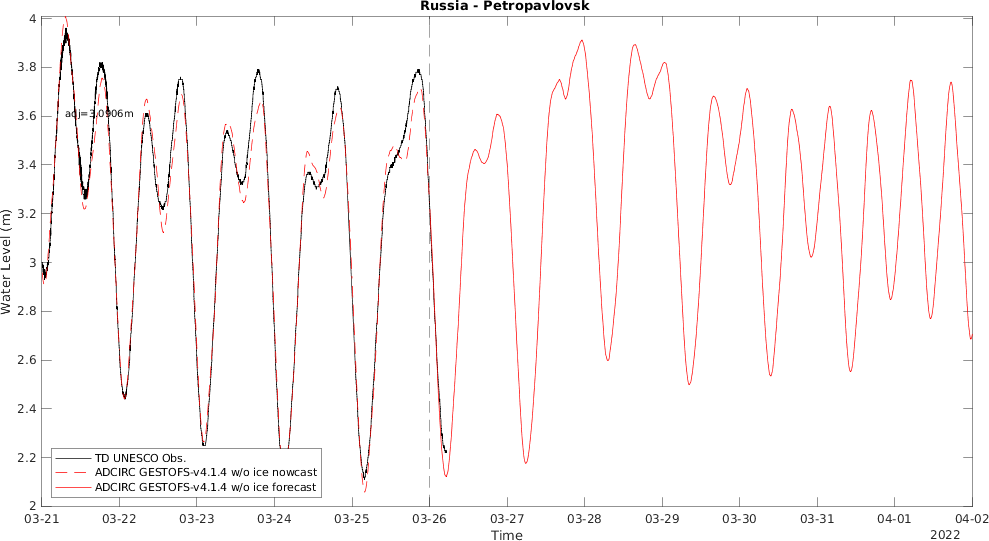 Russia - Petropavlovsk
4
3.8
3.6
3.4
3.2
3
2.8
2.6
2.4
2.2
2
Water Level (m)
adj=3.0906m
TD UNESCO Obs.
ADCIRC GESTOFS-v4.1.4 w/o ice nowcast
ADCIRC GESTOFS-v4.1.4 w/o ice forecast
03-21 03-22 03-23 03-24 03-25 03-26 03-27 03-28 03-29 03-30 03-31 04-01 04-02
Time
2022